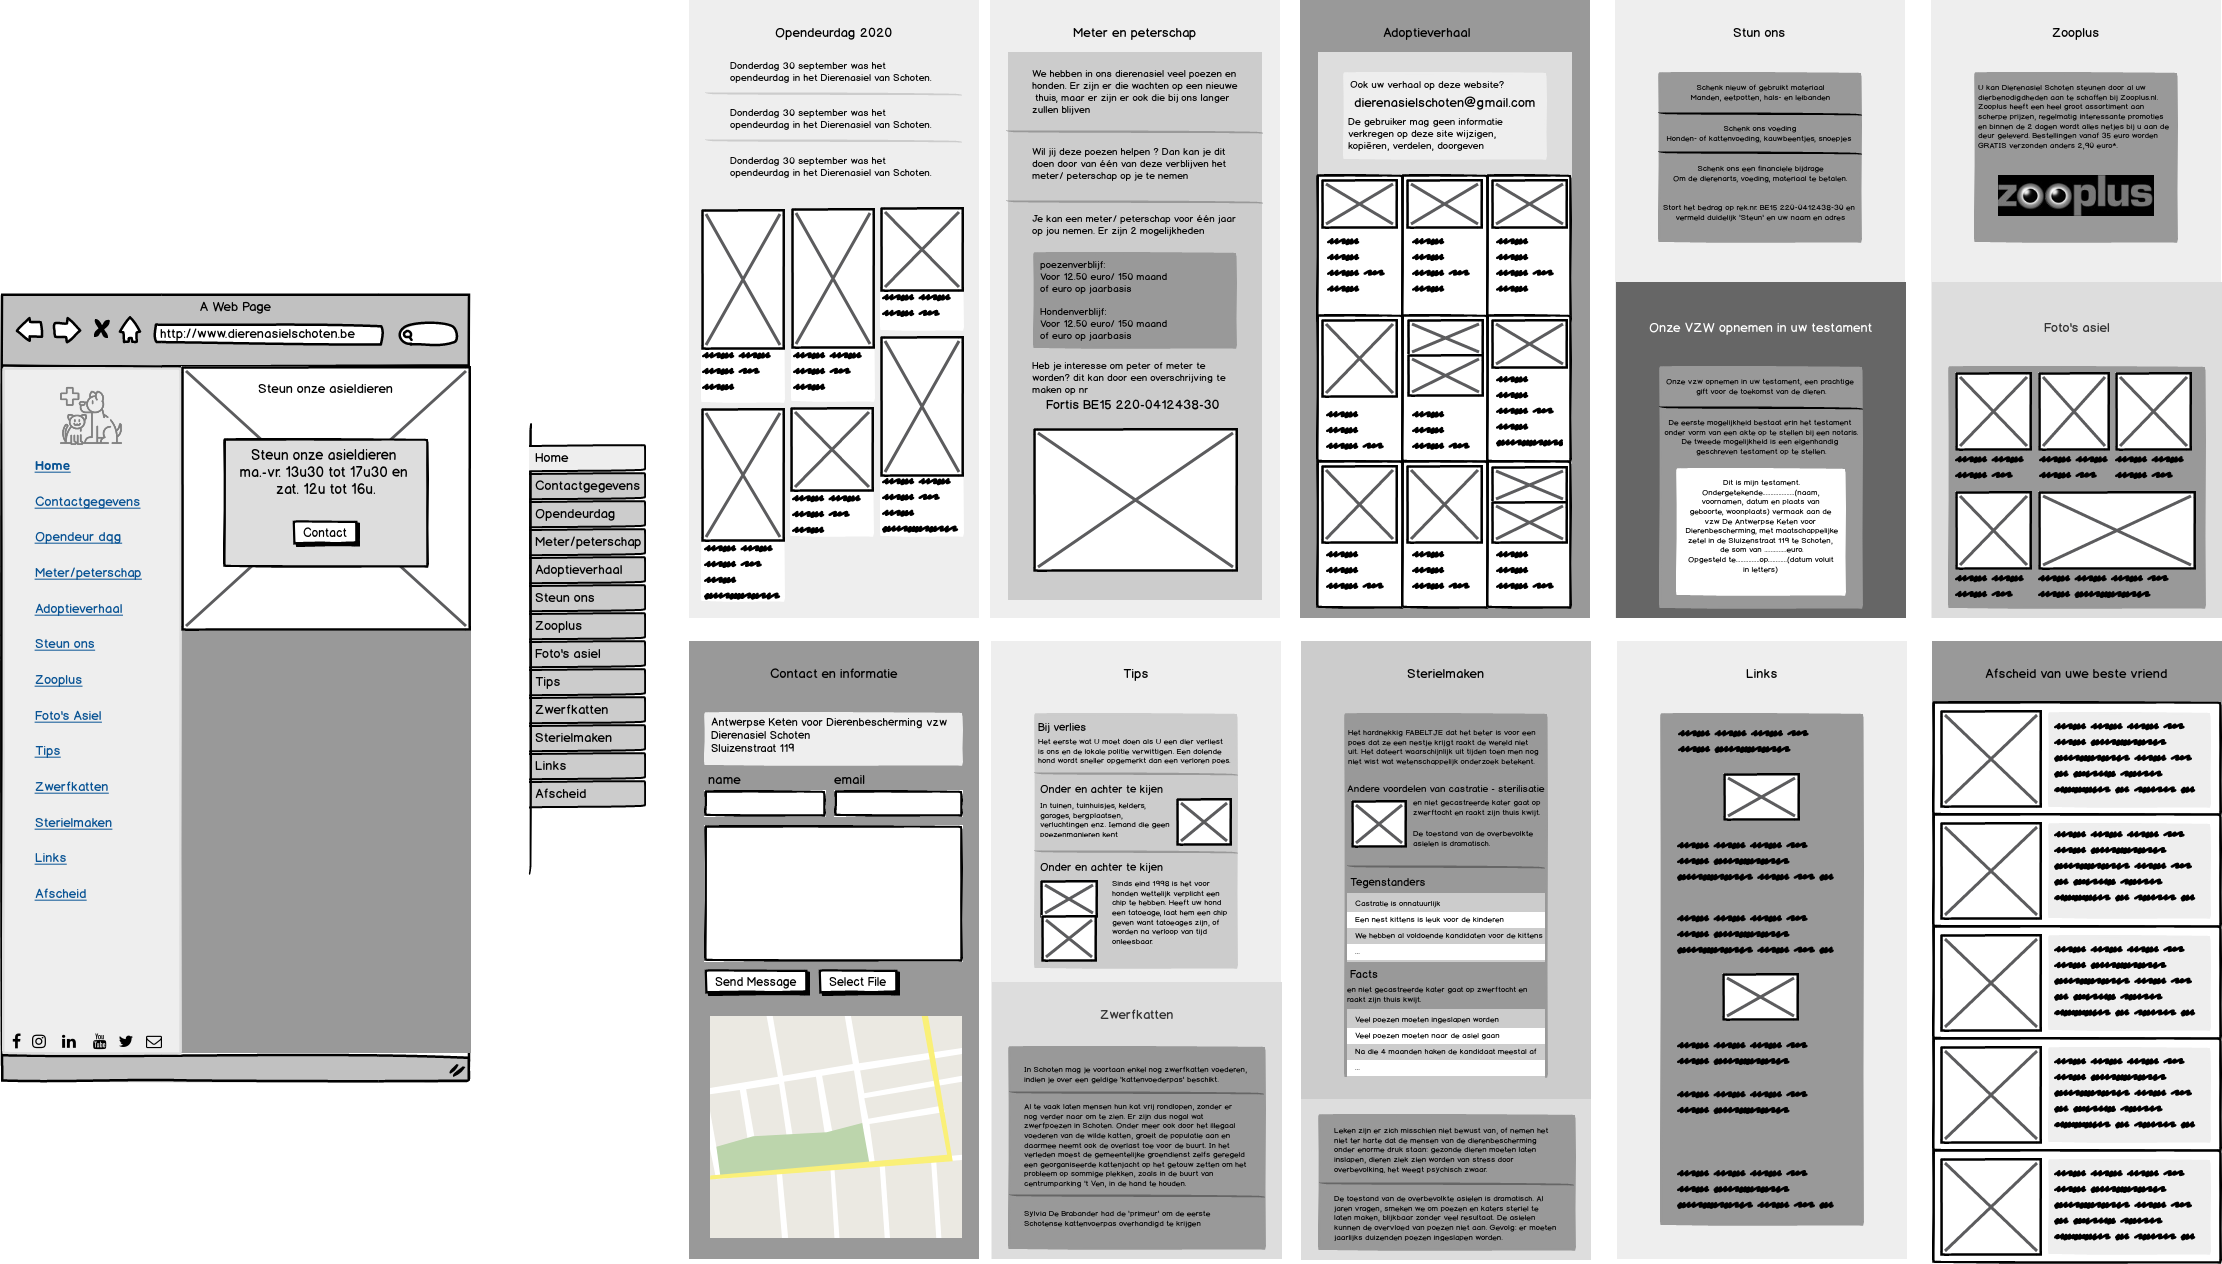 A Web Page
http://www.dierenasielschoten.be
Steun onze asieldieren
Steun onze asieldieren
ma.-vr. 13u30 tot 17u30 en
zat. 12u tot 16u.
Contact
Home
Contactgegevens
Opendeur dqg
Meter/peterschap
Adoptieverhaal
Steun ons
Zooplus
Foto's Asiel
Tips
Zwerfkatten
Sterielmaken
Links
Afscheid
Home
Contactgegevens
Opendeurdag
Meter/peterschap
Adoptieverhaal
Steun ons
Zooplus
Foto's asiel
Tips
Zwerfkatten
Sterielmaken
Links
Afscheid
Opendeurdag 2020
Donderdag 30 september was het
opendeurdag in het Dierenasiel van Schoten.
Donderdag 30 september was het
opendeurdag in het Dierenasiel van Schoten.
Donderdag 30 september was het
opendeurdag in het Dierenasiel van Schoten.
Meter en peterschap
We hebben in ons dierenasiel veel poezen en
honden. Er zijn er die wachten op een nieuwe
thuis, maar er zijn er ook die bij ons langer
zullen blijven
Wil jij deze poezen helpen ? Dan kan je dit
doen door van één van deze verblijven het
meter/ peterschap op je te nemen
Je kan een meter/ peterschap voor één jaar
op jou nemen. Er zijn 2 mogelijkheden
poezenverblijf:
Voor 12.50 euro/ 150 maand
of euro op jaarbasis
Hondenverblijf:
Voor 12.50 euro/ 150 maand
of euro op jaarbasis
Heb je interesse om peter of meter te
worden? dit kan door een overschrijving te
maken op nr
Fortis BE15 220-0412438-30
Adoptieverhaal
Ook uw verhaal op deze website?
dierenasielschoten@gmail.com
De gebruiker mag geen informatie
verkregen op deze site wijzigen,
kopiëren, verdelen, doorgeven
Stun ons
Schenk nieuw of gebruikt materiaal
Manden, eetpotten, hals- en leibanden
Schenk ons voeding
Honden- of kattenvoeding, kauwbeentjes, snoepjes
Schenk ons een financiele bijdrage
Om de dierenarts, voeding, materiaal te betalen.
Stort het bedrag op rek.nr. BE15 220-0412438-30 en
vermeld duidelijk 'Steun' en uw naam en adres
Onze VZW opnemen in uw testament
Onze vzw opnemen in uw testament, een prachtige
gift voor de toekomst van de dieren.
De eerste mogelijkheid bestaat erin het testament
onder vorm van een akte op te stellen bij een notaris.
De tweede mogelijkheid is een eigenhandig
geschreven testament op te stellen.
Dit is mijn testament.
Ondergetekende...............(naam,
voornamen, datum en plaats van
geboorte, woonplaats) vermaak aan de
vzw De Antwerpse Keten voor
Dierenbescherming, met maatschappelijke
zetel in de Sluizenstraat 119 te Schoten,
de som van ...........euro.
Opgesteld te...........op.........(datum voluit
in letters)
Zooplus
U kan Dierenasiel Schoten steunen door al uw
dierbenodigdheden aan te schaffen bij Zooplus.nl.
Zooplus heeft een heel groot assortiment aan
scherpe prijzen, regelmatig interessante promoties
en binnen de 2 dagen wordt alles netjes bij u aan de
deur geleverd. Bestellingen vanaf 35 euro worden
GRATIS verzonden anders 2,90 euro*.
zooplus
Foto's asiel
Contact en informatie
Antwerpse Keten voor Dierenbescherming vzw
Dierenasiel Schoten
Sluizenstraat 119
name email
Send Message Select File
Tips
Bij verlies
Het eerste wat U moet doen als U een dier verliest
is ons en de lokale politie verwittigen. Een dolende
hond wordt sneller opgemerkt dan een verloren poes.
Onder en achter te kijen
In tuinen, tuinhuisjes, kelders,
garages, bergplaatsen,
verluchtingen enz. Iemand die geen
poezenmanieren kent
Onder en achter te kijen
Sinds eind 1998 is het voor
honden wettelijk verplicht een
chip te hebben. Heeft uw hond
een tatoeage, laat hem een chip
geven want tatoeages zijn, of
worden na verloop van tijd
onleesbaar.
Zwerfkatten
In Schoten mag je voortaan enkel nog zwerfkatten voederen,
indien je over een geldige 'kattenvoederpas' beschikt.
Al te vaak laten mensen hun kat vrij rondlopen, zonder er
nog verder naar om te zien. Er zijn dus nogal wat
zwerfpoezen in Schoten. Onder meer ook door het illegaal
voederen van de wilde katten, groeit de populatie aan en
daarmee neemt ook de overlast toe voor de buurt. In het
verleden moest de gemeentelijke groendienst zelfs geregeld
een georganiseerde kattenjacht op het getouw zetten om het
probleem op sommige plekken, zoals in de buurt van
centrumparking 't Ven, in de hand te houden.
Sylvia De Brabander had de 'primeur' om de eerste
Schotense kattenvoerpas overhandigd te krijgen
Sterielmaken
Het hardnekkig FABELTJE dat het beter is voor een
poes dat ze een nestje krijgt raakt de wereld niet
uit. Het dateert waarschijnlijk uit tijden toen men nog
niet wist wat wetenschappelijk onderzoek betekent.
Andere voordelen van castratie - sterilisatie
en niet gecastreerde kater gaat op
zwerftocht en raakt zijn thuis kwijt.
De toestand van de overbevolkte
asielen is dramatisch.
Tegenstanders
Castratie is onnatuurlijk
Een nest kittens is leuk voor de kinderen
We hebben al voldoende kandidaten voor de kittens
...
Facts
en niet gecastreerde kater gaat op zwerftocht en
raakt zijn thuis kwijt.
Veel poezen moeten ingeslapen worden
Veel poezen moeten naar de asiel gaan
Na die 4 maanden haken de kandidaat meestal af
...
Leken zijn er zich misschien niet bewust van, of nemen het
niet ter harte dat de mensen van de dierenbescherming
onder enorme druk staan: gezonde dieren moeten laten
inslapen, dieren ziek zien worden van stress door
overbevolking, het weegt psychisch zwaar.
De toestand van de overbevolkte asielen is dramatisch. Al
jaren vragen, smeken we om poezen en katers steriel te
laten maken, blijkbaar zonder veel resultaat. De asielen
kunnen de overvloed van poezen niet aan. Gevolg: er moeten
jaarlijks duizenden poezen ingeslapen worden.
Links
Afscheid van uwe beste vriend